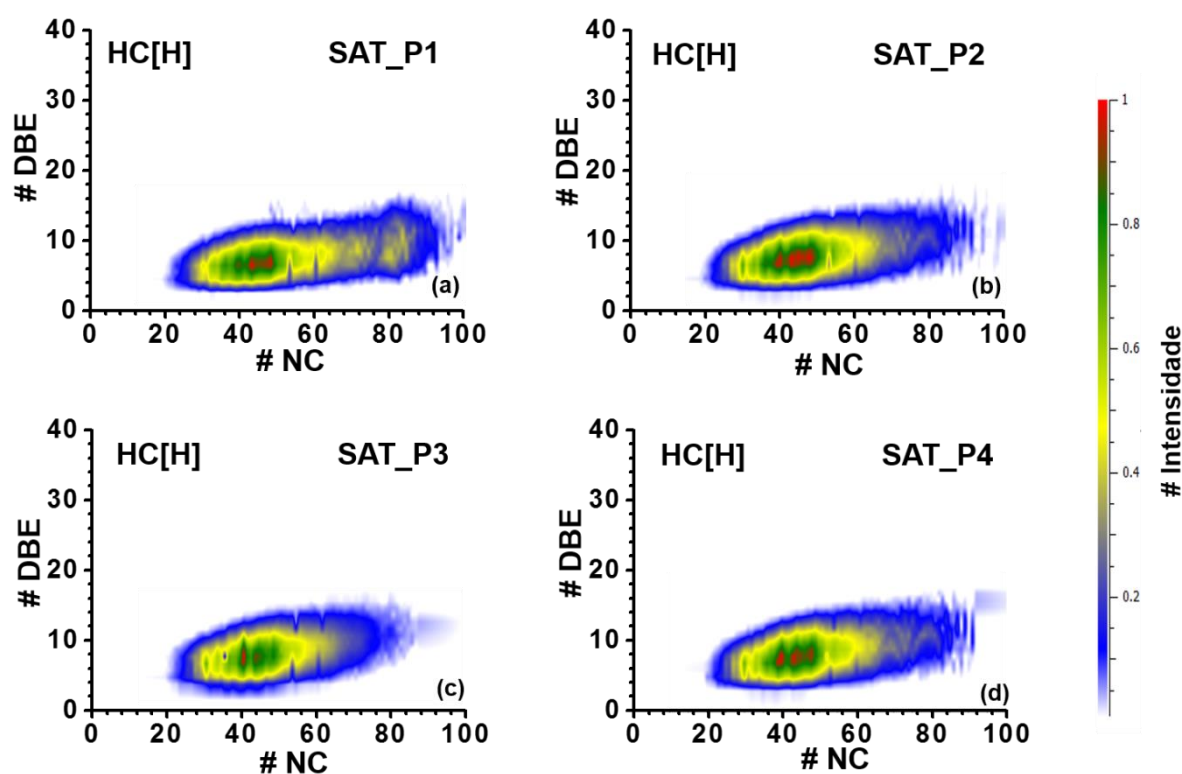 HC[H] SAT_P1
# DBE
40
30
20
10
0
(a)
0 20 40 60 80 100
# NC
HC[H] SAT_P2
# DBE
40
30
20
10
0
(b)
0 20 40 60 80 100
# NC
HC[H] SAT_P3
# DBE
40
30
20
10
0
(c)
0 20 40 60 80 100
# NC
HC[H] SAT_P4
# DBE
40
30
20
10
0
(d)
0 20 40 60 80 100
# NC
1
0.8
0.6
0.4
0.2
# Intensidade